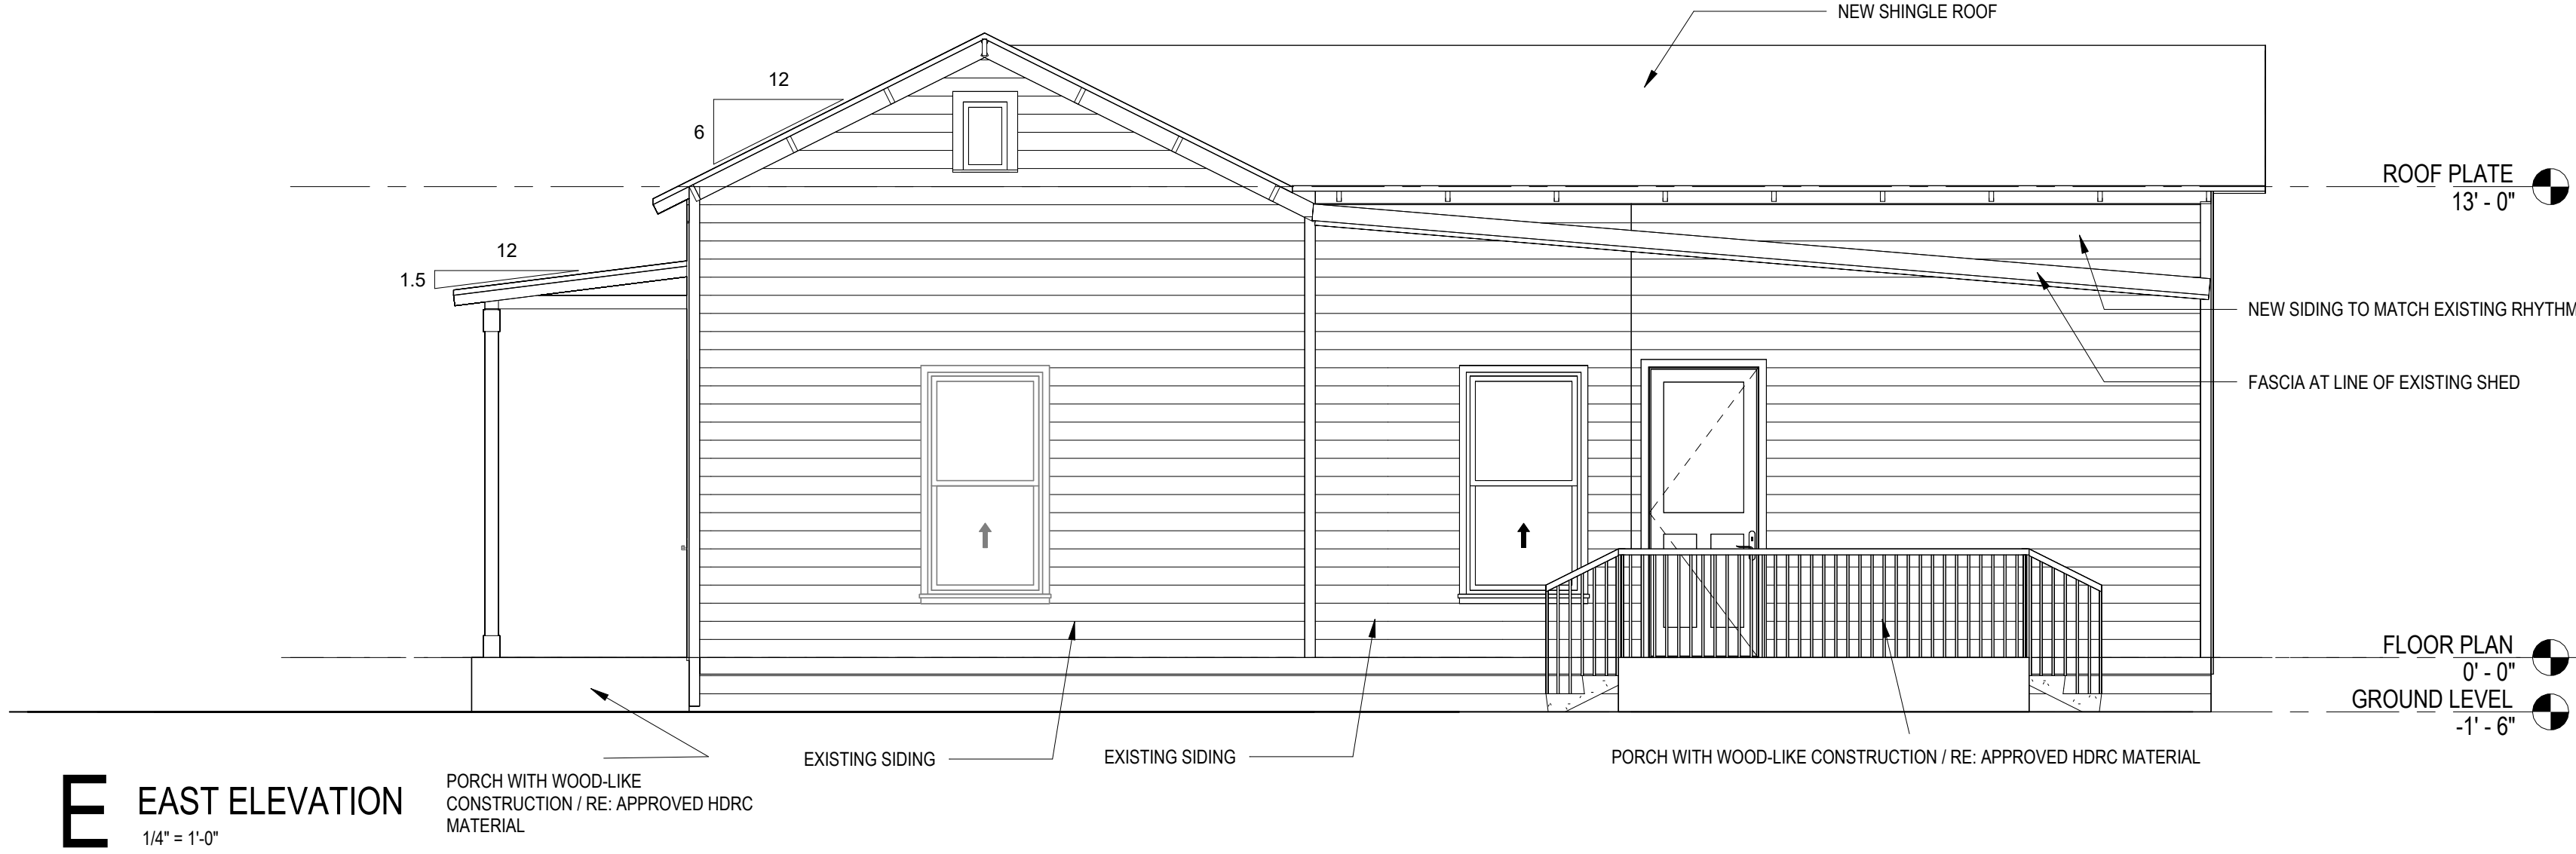 NEW SHINGLE ROOF
12
6
ROOF PLATE
13' - 0"
12
1.5
NEW SIDING TO MATCH EXISTING RHYTHM
FASCIA AT LINE OF EXISTING SHED
FLOOR PLAN
0' - 0"
GROUND LEVEL
-1' - 6"
EXISTING SIDING
EXISTING SIDING
PORCH WITH WOOD-LIKE CONSTRUCTION / RE: APPROVED HDRC MATERIAL
E
EAST ELEVATION
1/4" = 1'-0"
PORCH WITH WOOD-LIKE
CONSTRUCTION / RE: APPROVED HDRC
MATERIAL